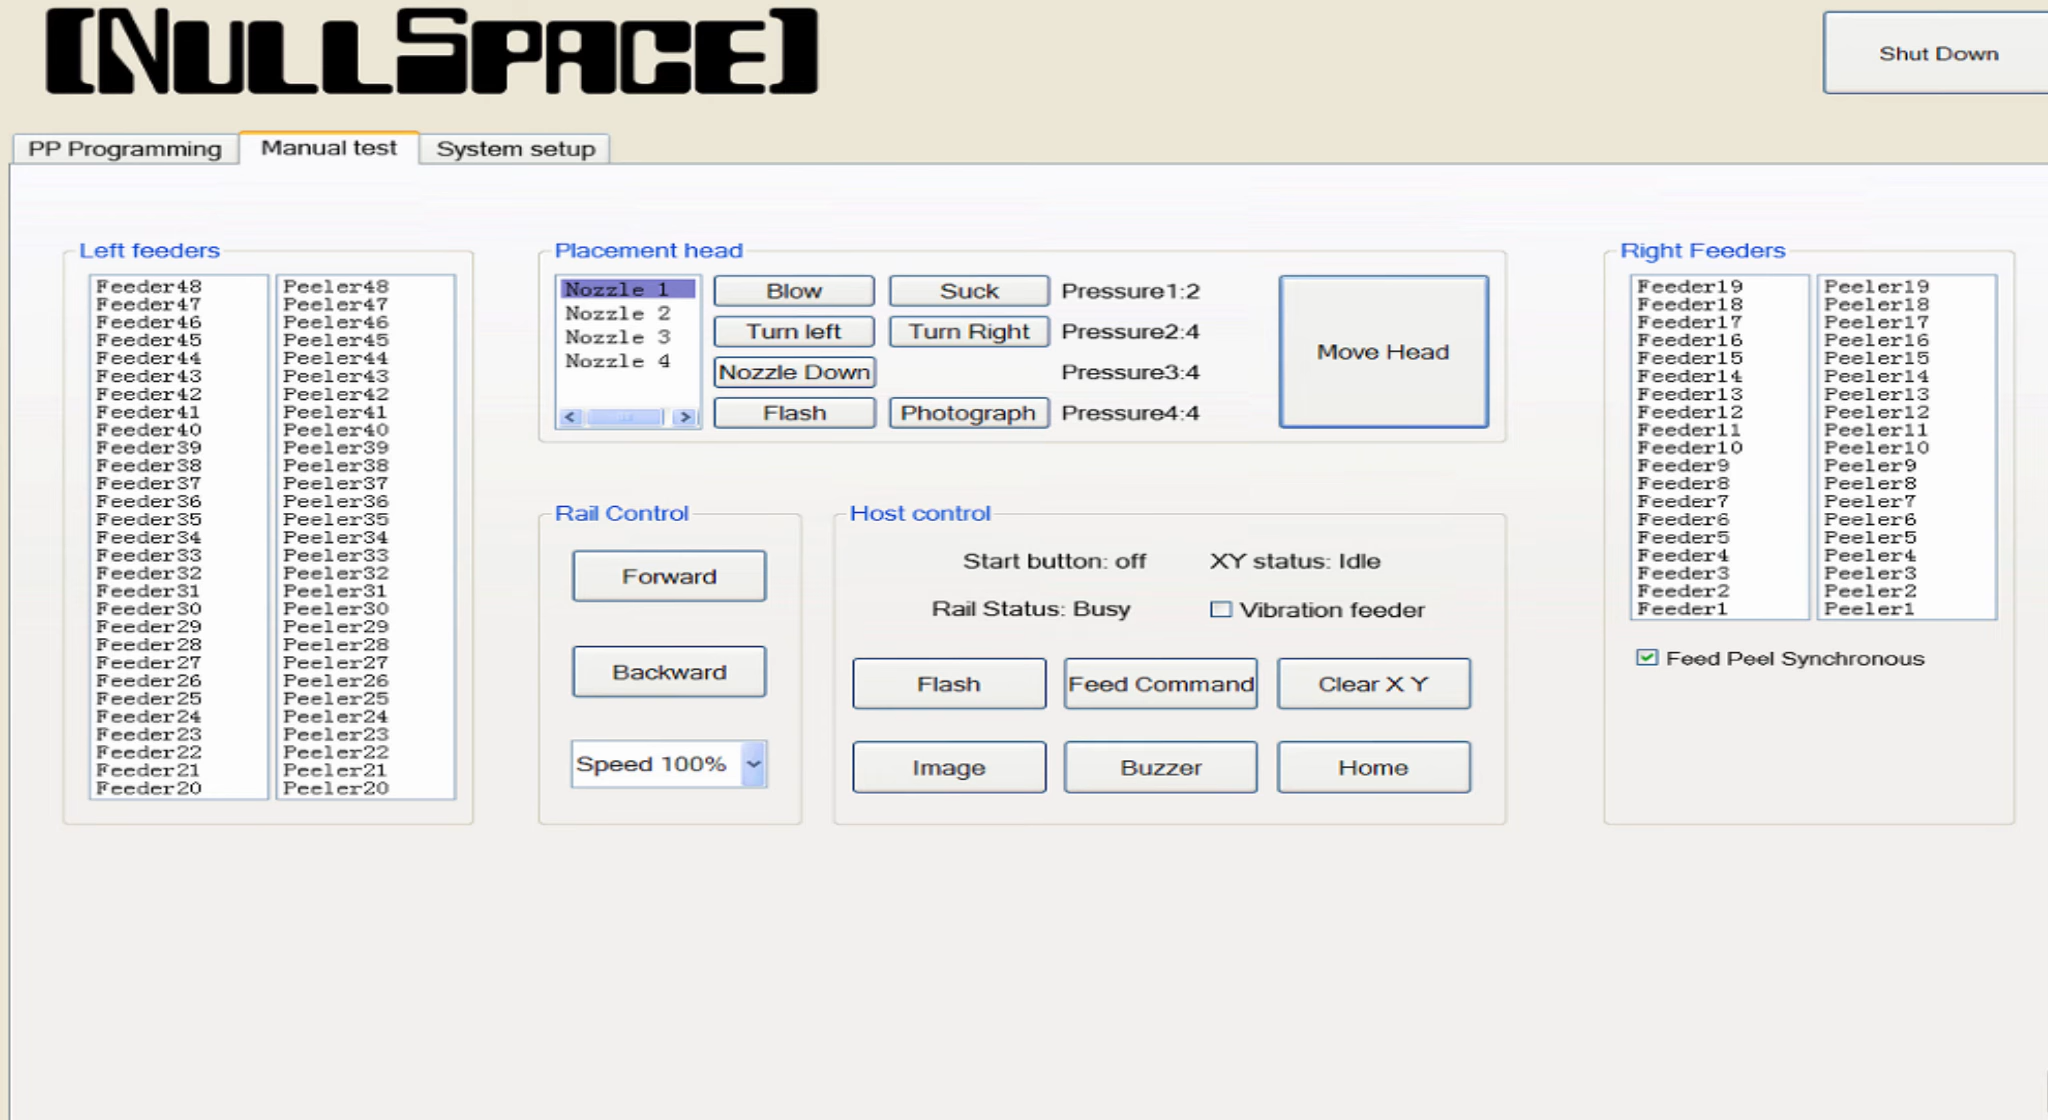 [NULLSPACE]
Shut Down
PP Programming
Manual test
System setup
Left feeders
Feeder48
Feeder47
Feeder46
Feeder45
Feeder44
Feeder43
Feeder42
Feeder41
Feeder40
Feeder39
Feeder38
Feeder37
Feeder36
Feeder35
Feeder34
Feeder33
Feeder32
Feeder31
Feeder30
Feeder29
Feeder28
Feeder27
Feeder26
Feeder25
Feeder24
Feeder23
Feeder22
Feeder21
Feeder20
Peeler48
Peeler47
Peeler46
Peeler45
Peeler44
Peeler43
Peeler42
Peeler41
Peeler40
Peeler39
Peeler38
Peeler37
Peeler36
Peeler35
Peeler34
Peeler33
Peeler32
Peeler31
Peeler30
Peeler29
Peeler28
Peeler27
Peeler26
Peeler25
Peeler24
Peeler23
Peeler22
Peeler21
Peeler20
Placement head
Nozzle 1
Nozzle 2
Nozzle 3
Nozzle 4
Blow
Suck
Pressure1:2
Turn left
Turn Right
Pressure2:4
Nozzle Down
Pressure3:4
Flash
Photograph
Pressure4:4
Move Head
Rail Control
Forward
Backward
Speed 100%
Host control
Start button: off
XY status: Idle
Rail Status: Busy
Vibration feeder
Flash
Feed Command
Clear X Y
Image
Buzzer
Home
Right Feeders
Feeder19
Feeder18
Feeder17
Feeder16
Feeder15
Feeder14
Feeder13
Feeder12
Feeder11
Feeder10
Feeder9
Feeder8
Feeder7
Feeder6
Feeder5
Feeder4
Feeder3
Feeder2
Feeder1
Peeler19
Peeler18
Peeler17
Peeler16
Peeler15
Peeler14
Peeler13
Peeler12
Peeler11
Peeler10
Peeler9
Peeler8
Peeler7
Peeler6
Peeler5
Peeler4
Peeler3
Peeler2
Peeler1
Feed Peel Synchronous